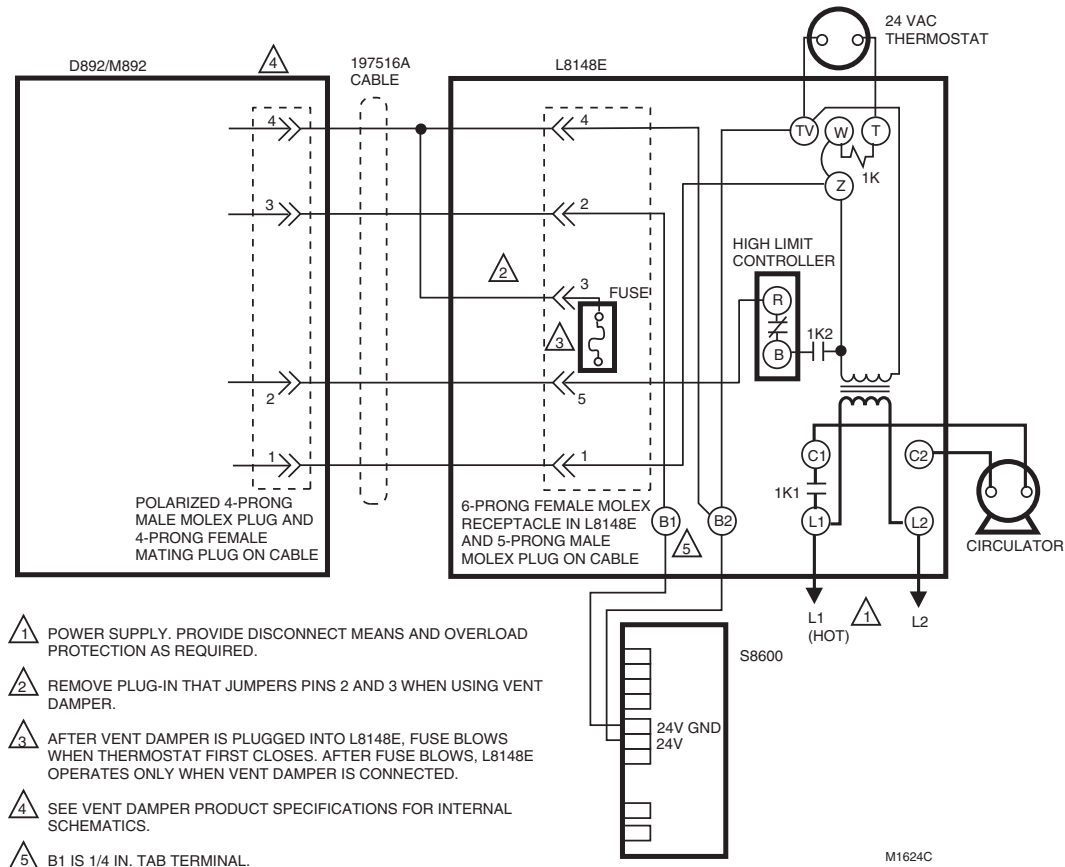 24 VAC
THERMOSTAT
D892/M892
4
197516A
CABLE
L8148E
4
4
TV
W
T
1K
Z
3
2
HIGH LIMIT
CONTROLLER
2
3
FUSE
R
3
1K2
B
2
5
1
1
C1
C2
1K1
POLARIZED 4-PRONG
MALE MOLEX PLUG AND
4-PRONG FEMALE
MATING PLUG ON CABLE
6-PRONG FEMALE MOLEX
RECEPTACLE IN L8148E
AND 5-PRONG MALE
MOLEX PLUG ON CABLE
B1
B2
5
L1
L2
CIRCULATOR
L1
(HOT)
1
L2
S8600
24V GND
24V
1 POWER SUPPLY. PROVIDE DISCONNECT MEANS AND OVERLOAD
PROTECTION AS REQUIRED.
2 REMOVE PLUG-IN THAT JUMPERS PINS 2 AND 3 WHEN USING VENT
DAMPER.
3 AFTER VENT DAMPER IS PLUGGED INTO L8148E, FUSE BLOWS
WHEN THERMOSTAT FIRST CLOSES. AFTER FUSE BLOWS, L8148E
OPERATES ONLY WHEN VENT DAMPER IS CONNECTED.
4 SEE VENT DAMPER PRODUCT SPECIFICATIONS FOR INTERNAL
SCHEMATICS.
5 B1 IS 1/4 IN. TAB TERMINAL.
M1624C